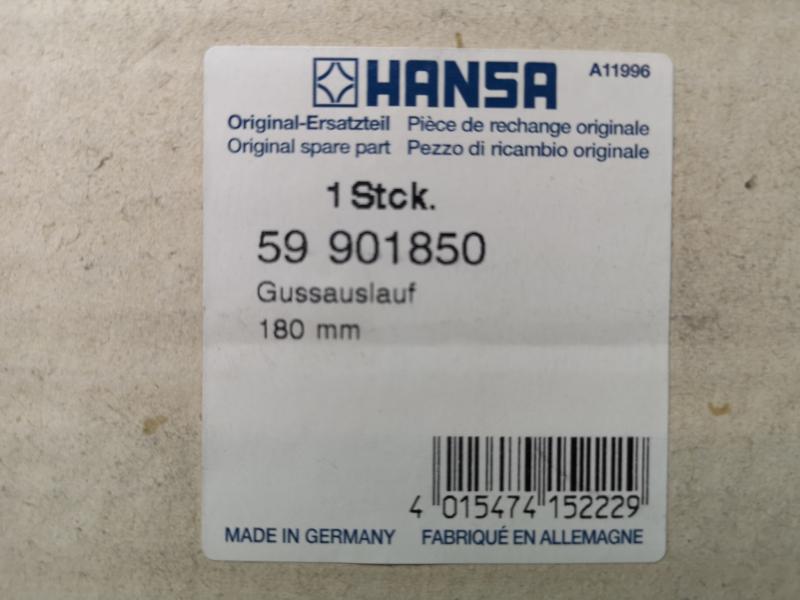 HANSA
A11996
Original-Ersatzteil Pièce de rechange originale
Original spare part Pezzo di ricambio originale
1 Stck.
59 901850
Gussauslauf
180 mm
4 015474 152229
MADE IN GERMANY FABRIQUÉ EN ALLEMAGNE